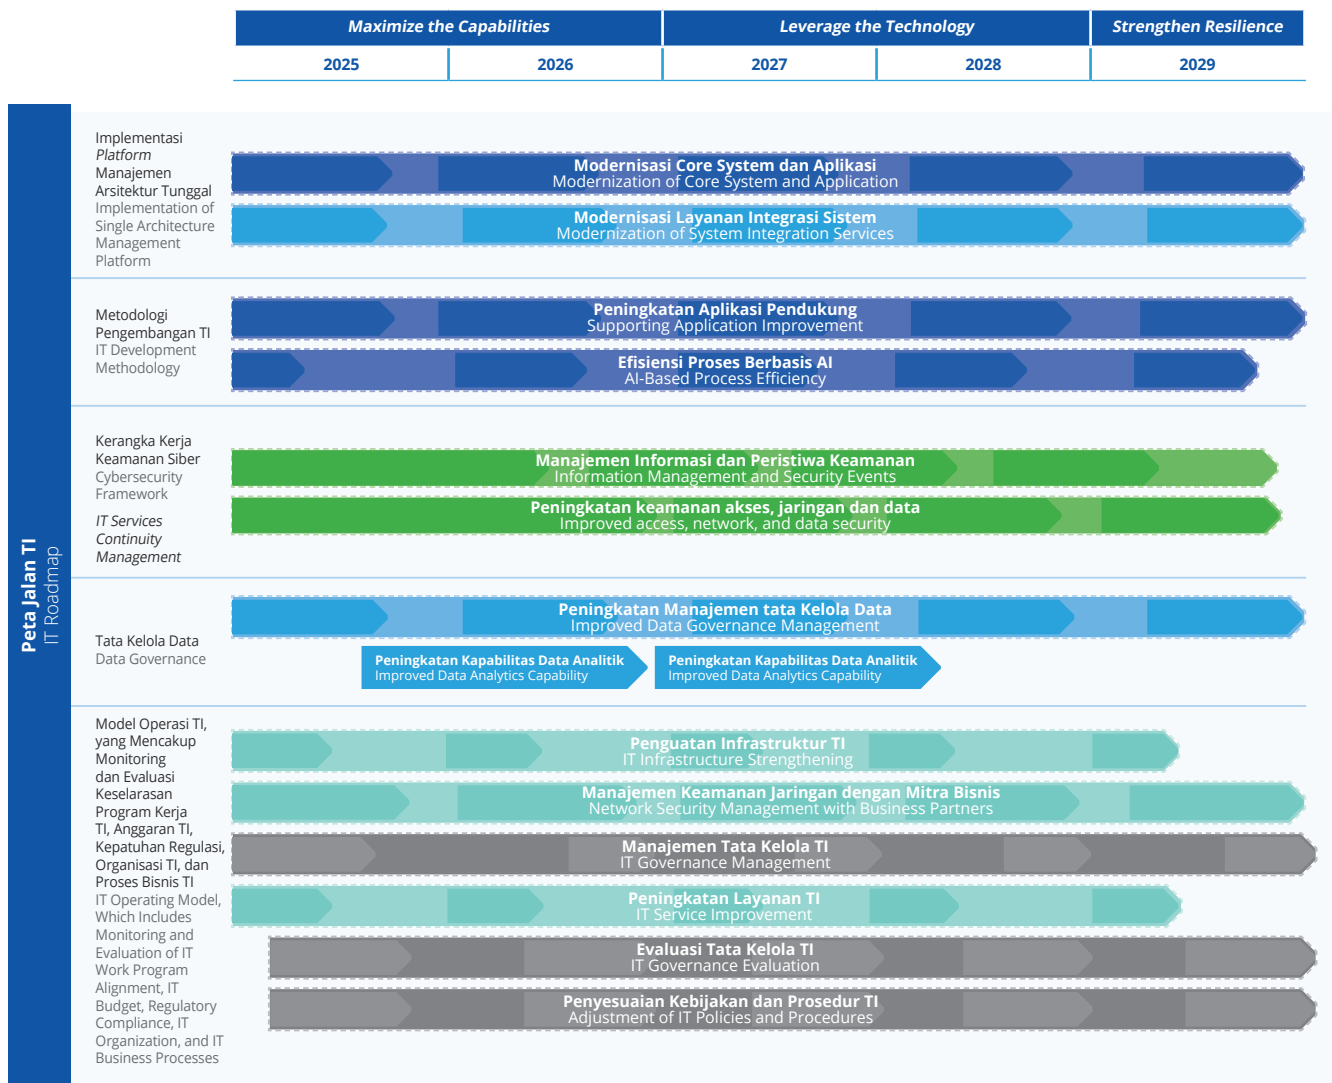 Maximize the Capabilities
Leverage the Technology
Strengthen Resilience
2025
2026
2027
2028
2029
Peta Jalan TI
IT Roadmap
Implementasi
Platform
Manajemen
Arsitektur Tunggal
Implementation of
Single Architecture
Management
Platform
Modernisasi Core System dan Aplikasi
Modernization of Core System and Application
Modernisasi Layanan Integrasi Sistem
Modernization of System Integration Services
Metodologi
Pengembangan TI
IT Development
Methodology
Peningkatan Aplikasi Pendukung
Supporting Application Improvement
Efisiensi Proses Berbasis AI
AI-Based Process Efficiency
Kerangka Kerja
Keamanan Siber
Cybersecurity
Framework
IT Services
Continuity
Management
Manajemen Informasi dan Peristiwa Keamanan
Information Management and Security Events
Peningkatan keamanan akses, jaringan dan data
Improved access, network, and data security
Tata Kelola Data
Data Governance
Peningkatan Manajemen tata Kelola Data
Improved Data Governance Management
Peningkatan Kapabilitas Data Analitik
Improved Data Analytics Capability
Peningkatan Kapabilitas Data Analitik
Improved Data Analytics Capability
Model Operasi TI,
yang Mencakup
Monitoring
dan Evaluasi
Keselarasan
Program Kerja
TI, Anggaran TI,
Kepatuhan Regulasi,
Organisasi TI, dan
Proses Bisnis TI
IT Operating Model,
Which Includes
Monitoring and
Evaluation of IT
Work Program
Alignment, IT
Budget, Regulatory
Compliance, IT
Organization, and IT
Business Processes
Penguatan Infrastruktur TI
IT Infrastructure Strengthening
Manajemen Keamanan Jaringan dengan Mitra Bisnis
Network Security Management with Business Partners
Manajemen Tata Kelola TI
IT Governance Management
Peningkatan Layanan TI
IT Service Improvement
Evaluasi Tata Kelola TI
IT Governance Evaluation
Penyesuaian Kebijakan dan Prosedur TI
Adjustment of IT Policies and Procedures